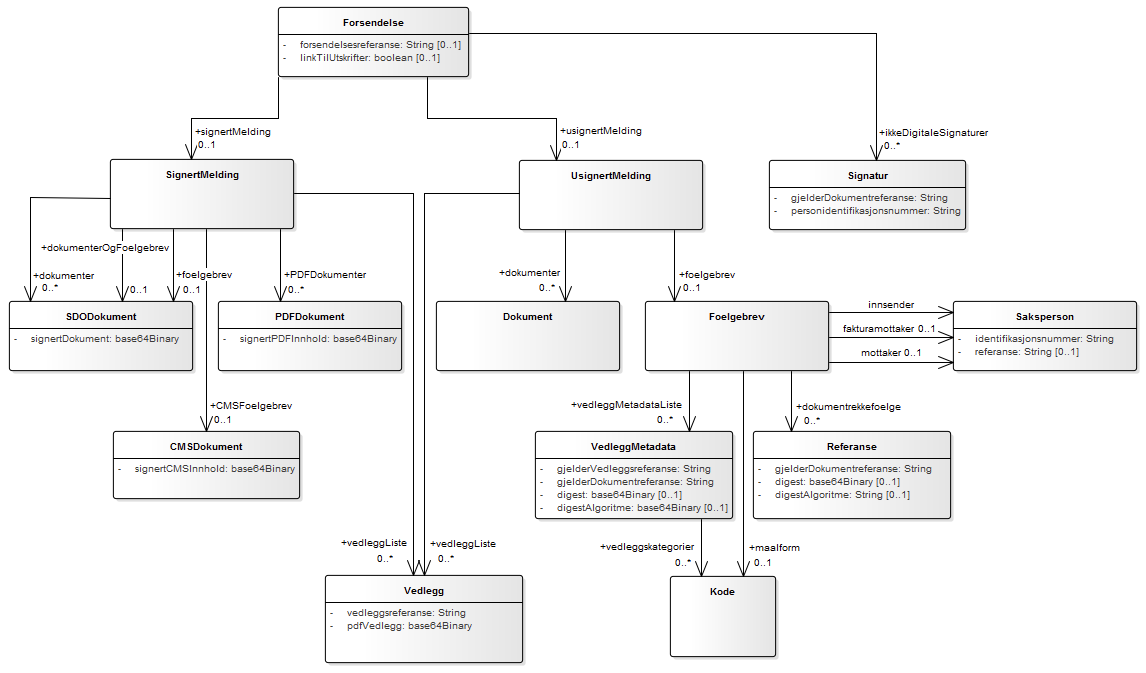 Forsendelse
- forsendelsesreferanse: String [0..1]
- linkTilUtskrifter: boolean [0..1]
+signertMelding
0..1
+usignertMelding
0..1
+ikkeDigitaleSignaturer
0..*
SignertMelding
UsignertMelding
Signatur
- gjelderDokumentreferanse: String
- personidentifikasjonsnummer: String
+dokumenterOgFoelgebrev
0..1
+dokumenter
0..*
+foelgebrev
0..1
+PDFDokumenter
0..*
+dokumenter
0..*
+foelgebrev
0..1
SDODokument
- signertDokument: base64Binary
PDFDokument
- signertPDFInnhold: base64Binary
Dokument
Foelgebrev
innsender
fakturamottaker 0..1
mottaker 0..1
Saksperson
- identifikasjonsnummer: String
- referanse: String [0..1]
+CMSFoelgebrev
0..1
+vedleggMetadataListe
0..*
+dokumentrekkefoelge
0..*
CMSDokument
- signertCMSInnhold: base64Binary
VedleggMetadata
- gjelderVedleggsreferanse: String
- gjelderDokumentreferanse: String
- digest: base64Binary [0..1]
- digestAlgoritme: base64Binary [0..1]
Referanse
- gjelderDokumentreferanse: String
- digest: base64Binary [0..1]
- digestAlgoritme: String [0..1]
+vedleggListe
0..*
+vedleggListe
0..*
+vedleggskategorier
0..*
+maalform
0..1
Vedlegg
- vedleggsreferanse: String
- pdfVedlegg: base64Binary
Kode